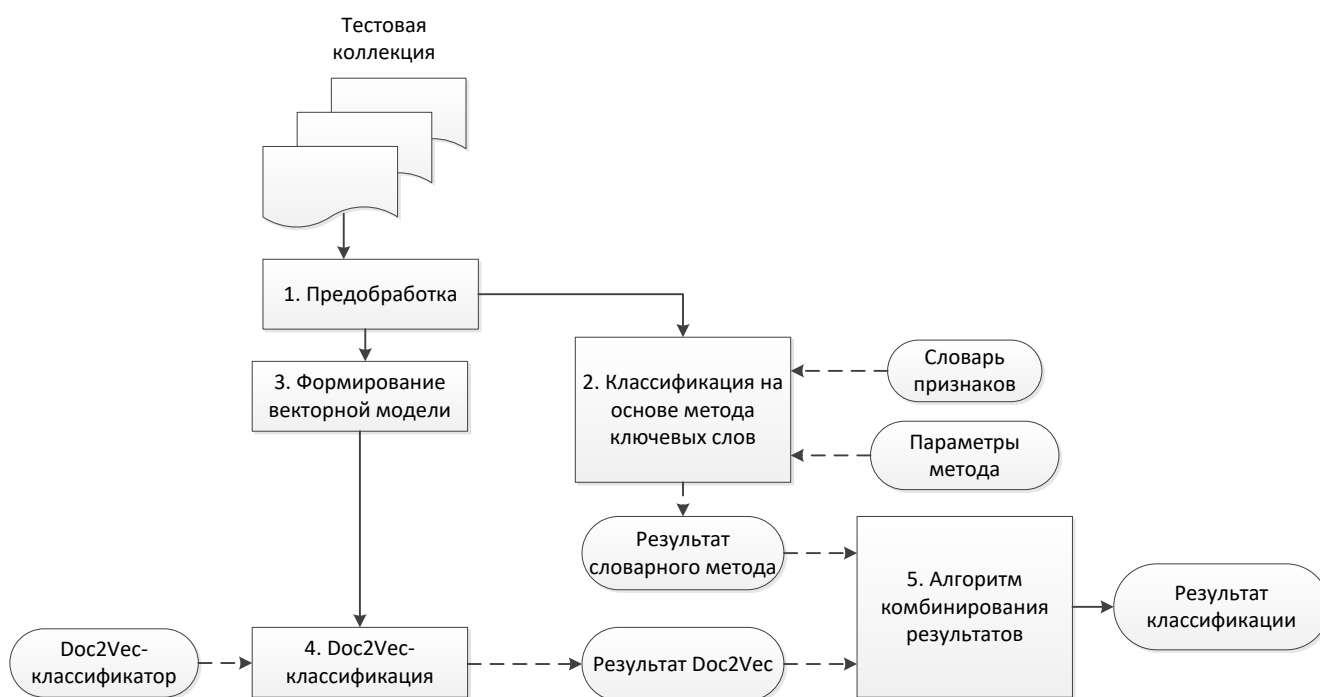 Тестовая
коллекция
1. Предобработка
3. Формирование
векторной модели
2. Классификация на
основе метода
ключевых слов
Словарь
признаков
Параметры
метода
Результат
словарного метода
5. Алгоритм
комбинирования
результатов
Результат
классификации
Doc2Vec-
классификатор
4. Doc2Vec-
классификация
Результат Doc2Vec